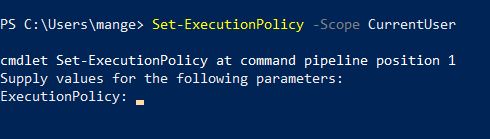 PS C:\Users\mange> Set-ExecutionPolicy -Scope CurrentUser
cmdlet Set-ExecutionPolicy at command pipeline position 1
Supply values for the following parameters:
ExecutionPolicy: